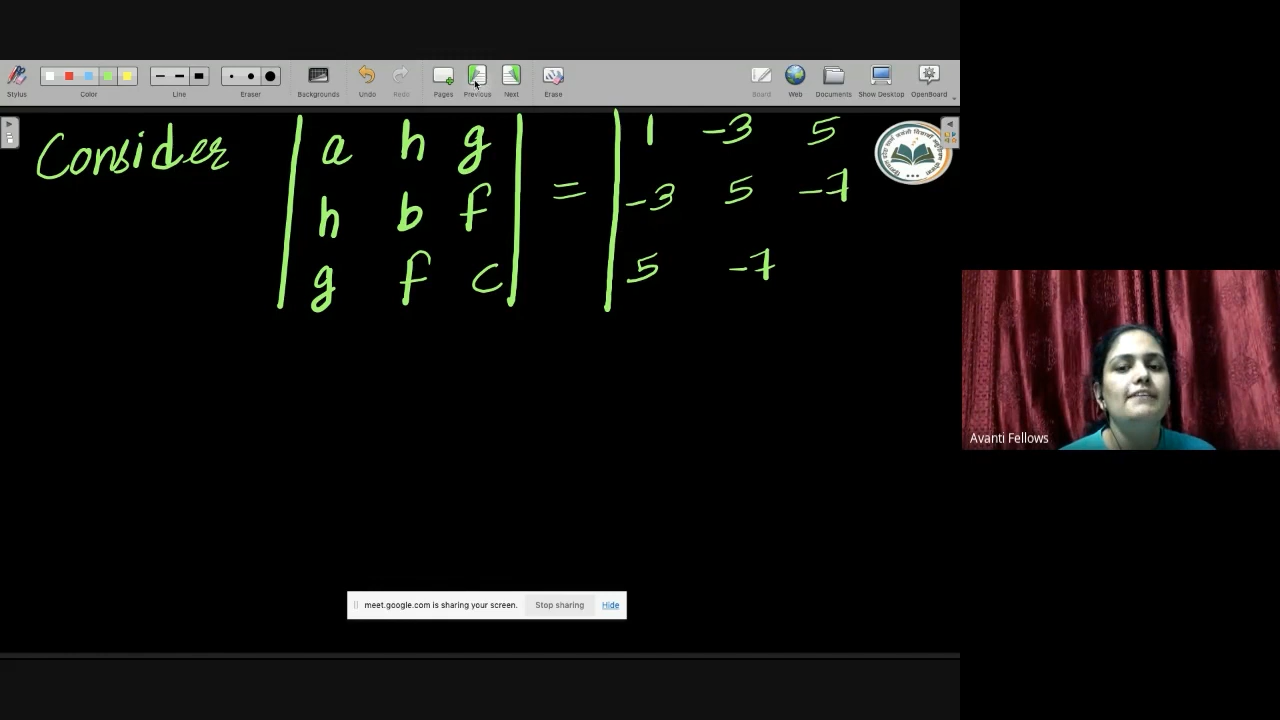 Stylus Color Line Eraser Backgrounds Undo Redo Pages Previous Next Erase Board Web Documents Show Desktop OpenBoard
Consider | a h g | = | 1 -3 5
| h b f | | -3 5 -7
| g f c | | 5 -7
Avanti Fellows
meet.google.com is sharing your screen. Stop sharing Hide